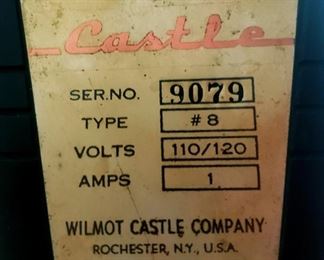 Castle
SER.NO. 9079
TYPE #8
VOLTS 110/120
AMPS 1
WILMOT CASTLE COMPANY
ROCHESTER, N.Y., U.S.A.